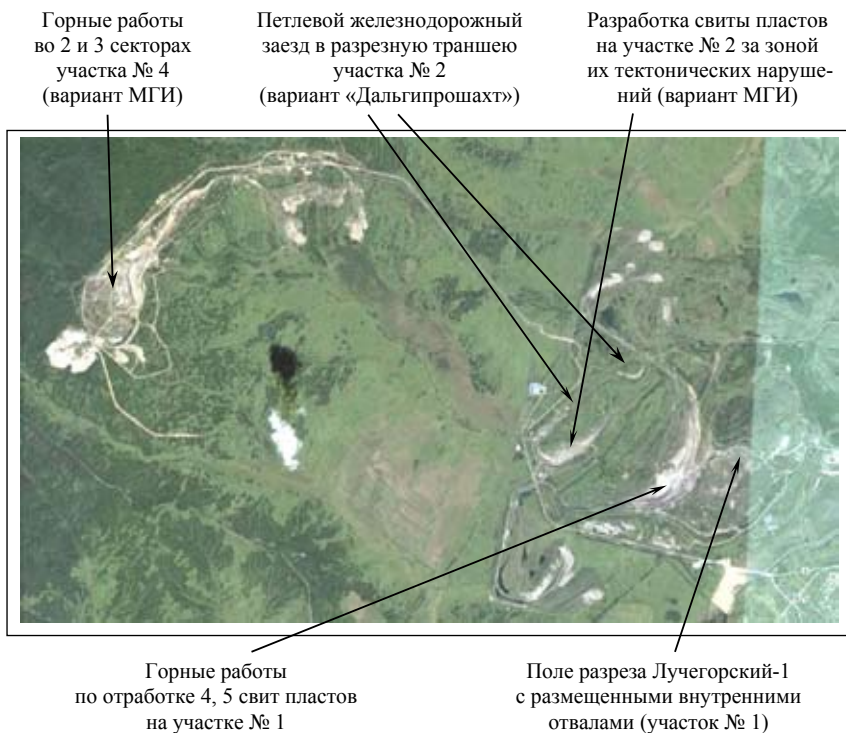 Горные работы
во 2 и 3 секторах
участка № 4
(вариант МГИ)
Петлевой железнодорожный
заезд в разрезную траншею
участка № 2
(вариант «Дальгипрошахт»)
Разработка свиты пластов
на участке № 2 за зоной
их тектонических наруше-
ний (вариант МГИ)
Горные работы
по отработке 4, 5 свит пластов
на участке № 1
Поле разреза Лучегорский-1
с размещенными внутренними
отвалами (участок № 1)